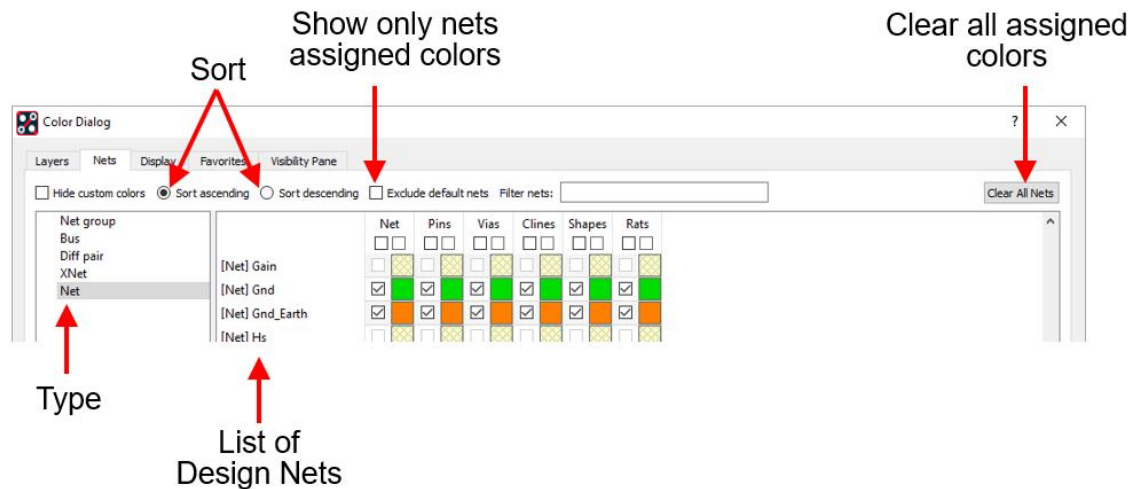 Show only nets
assigned colors
Clear all assigned
colors
Sort
Color Dialog
? ×
Layers Nets Display Favorites Visibility Pane
Hide custom colors Sort ascending Sort descending Exclude default nets Filter nets: Clear All Nets
Net group
Bus
Diff pair
XNet
Net
Net Pins Vias Clines Shapes Rats
[Net] Gain
[Net] Gnd
[Net] Gnd_Earth
[Net] Hs
Type
List of
Design Nets